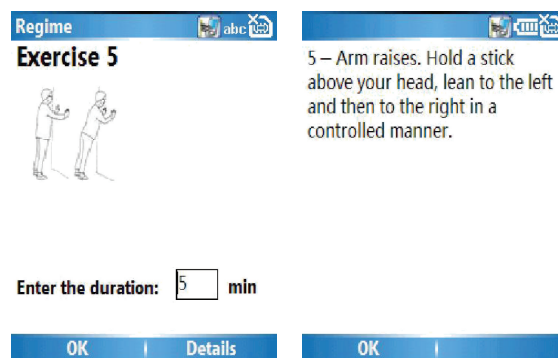 Regime
abc
Exercise 5
Enter the duration: 5 min
OK Details
5 – Arm raises. Hold a stick
above your head, lean to the left
and then to the right in a
controlled manner.
OK